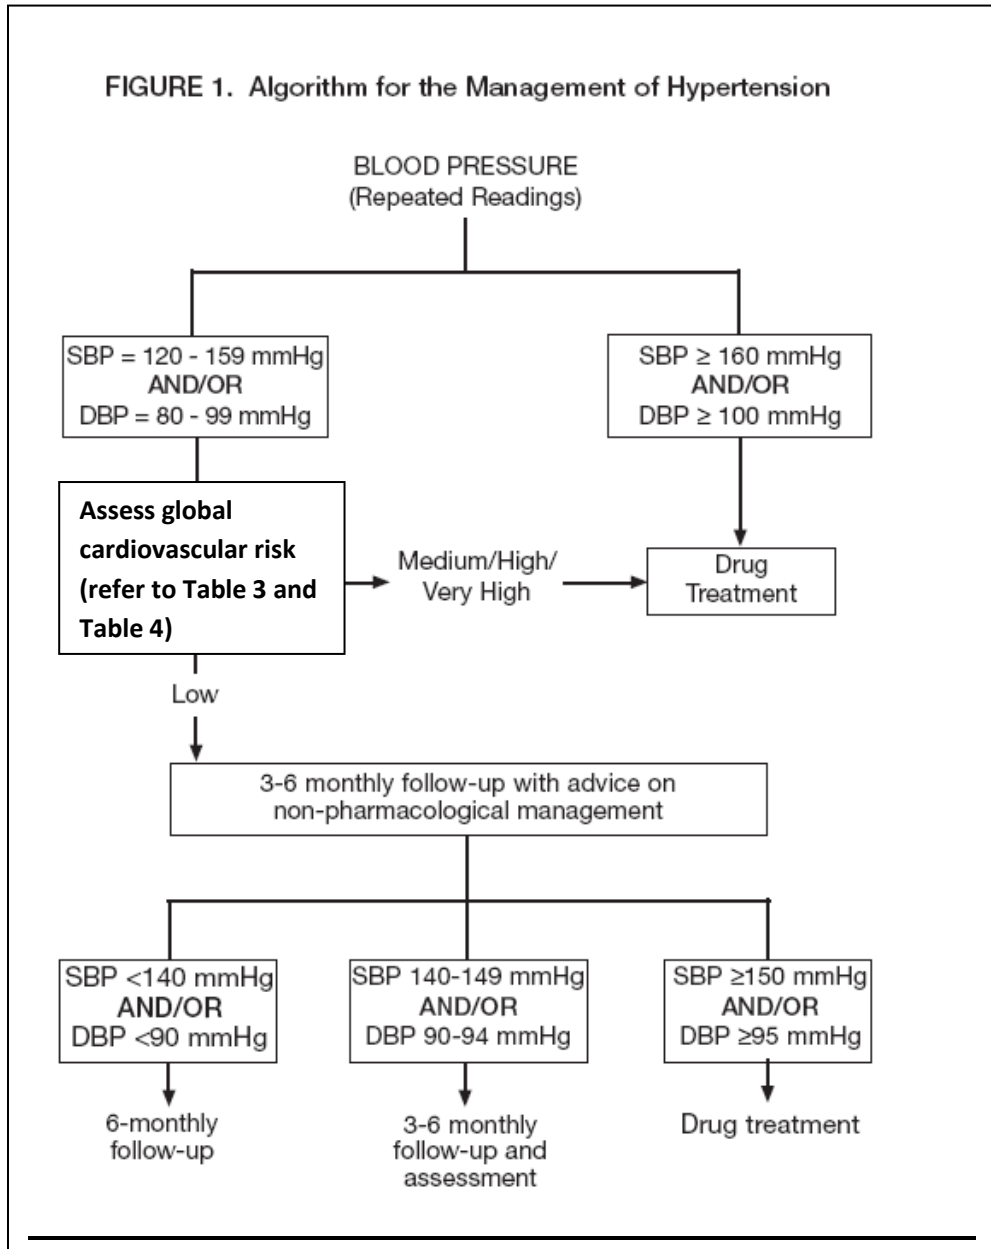 FIGURE 1. Algorithm for the Management of Hypertension
BLOOD PRESSURE
(Repeated Readings)
SBP = 120 - 159 mmHg
AND/OR
DBP = 80 - 99 mmHg
SBP ≥ 160 mmHg
AND/OR
DBP ≥ 100 mmHg
Assess global
cardiovascular risk
(refer to Table 3 and
Table 4)
Medium/High/
Very High
Drug
Treatment
Low
3-6 monthly follow-up with advice on
non-pharmacological management
SBP <140 mmHg
AND/OR
DBP <90 mmHg
SBP 140-149 mmHg
AND/OR
DBP 90-94 mmHg
SBP ≥150 mmHg
AND/OR
DBP ≥95 mmHg
6-monthly
follow-up
3-6 monthly
follow-up and
assessment
Drug treatment